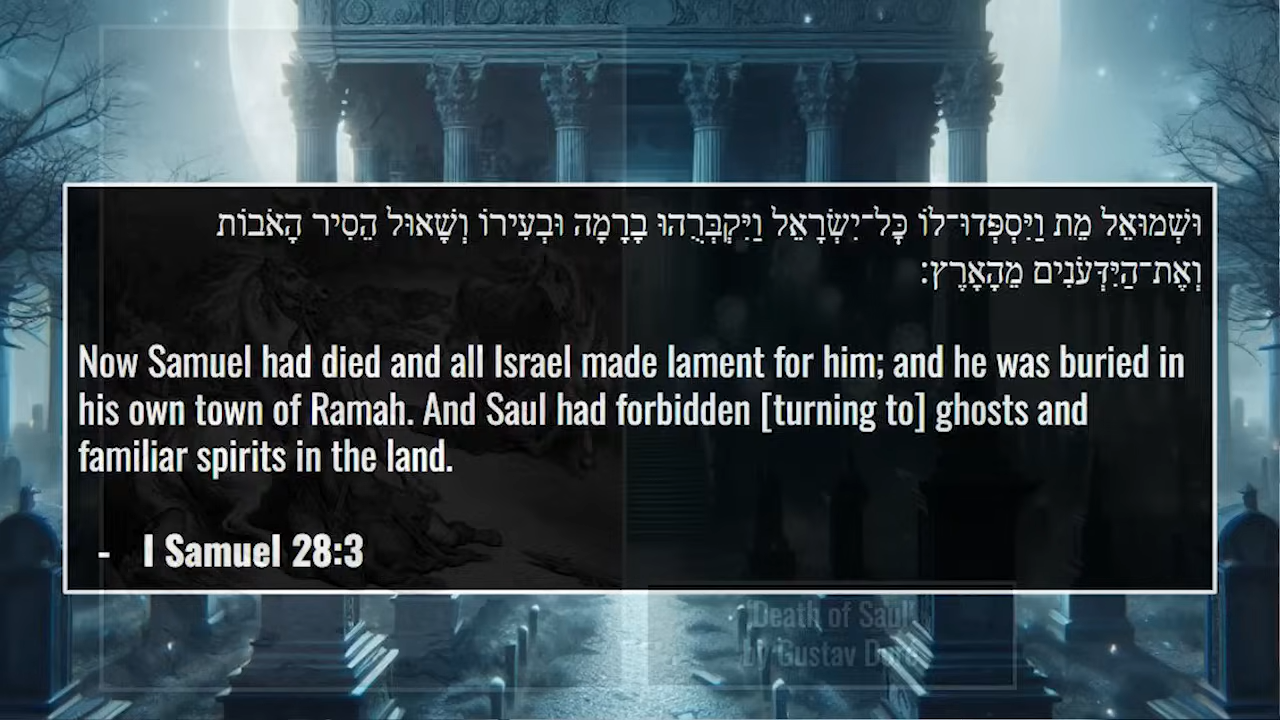 וּשְׁמוּאֵל מֵת וַיִּסְפְּדוּ־לוֹ כׇּל־יִשְׂרָאֵל וַיִּקְבְּרֻהוּ בָרָמָה וּבְעִירוֹ וְשָׁאוּל הֵסִיר הָאֹבוֹת
וְאֶת־הַיִּדְּעֹנִים מֵהָאָרֶץ׃
Now Samuel had died and all Israel made lament for him; and he was buried in
his own town of Ramah. And Saul had forbidden [turning to] ghosts and
familiar spirits in the land.
- I Samuel 28:3
'Death of Saul'
by Gustav Doré